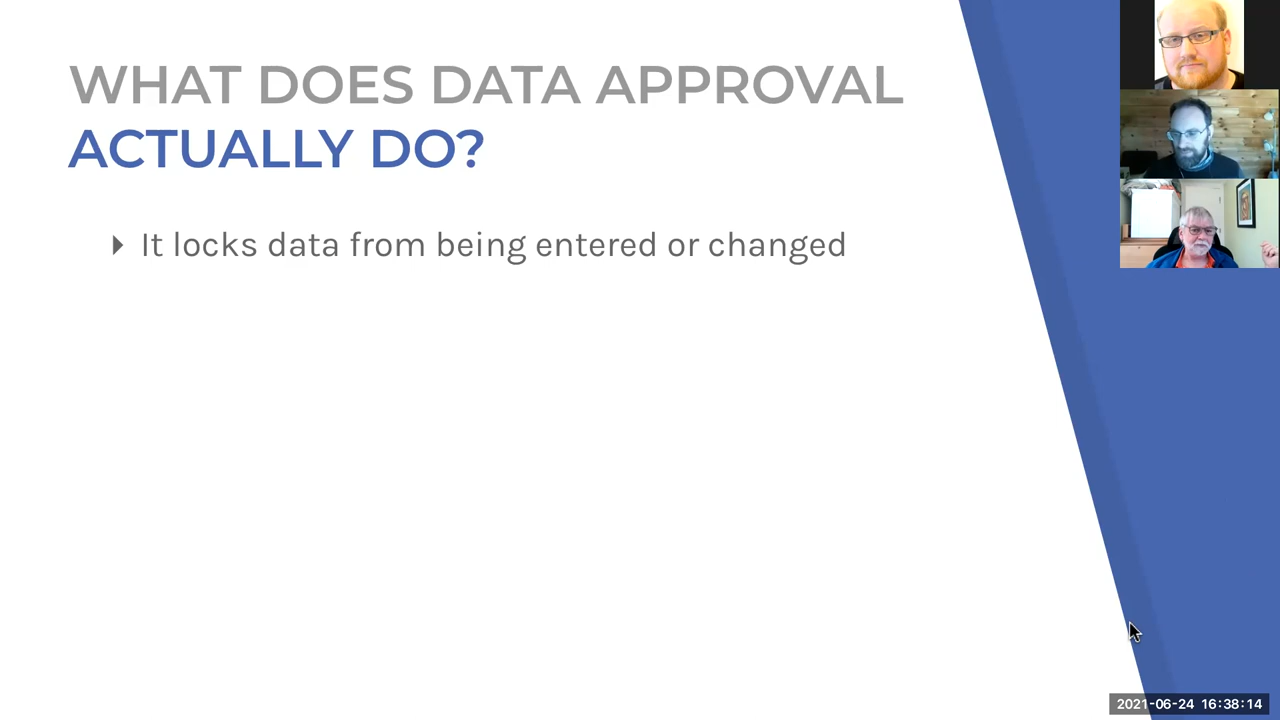 WHAT DOES DATA APPROVAL
ACTUALLY DO?
It locks data from being entered or changed
2021-06-24 16:38:14